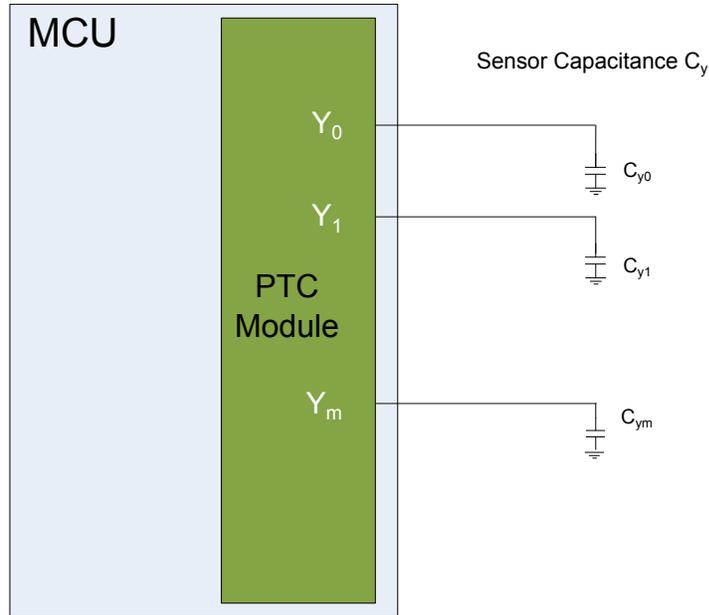 MCU
Sensor Capacitance Cy
Y0
Cy0
Y1
Cy1
PTC
Module
Ym
Cym